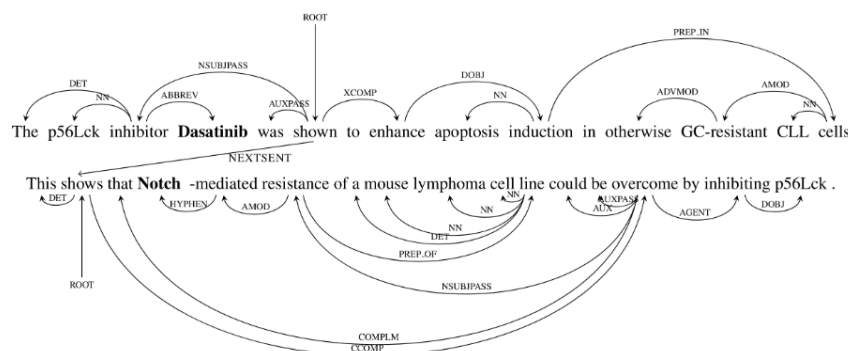 ROOT
PREP_IN
NSUBJPASS
DET NN ABBREV AUXPASS XCOMP DOBJ NN ADVMOD AMOD NN
The p56Lck inhibitor Dasatinib was shown to enhance apoptosis induction in otherwise GC-resistant CLL cells
NEXTSENT
This shows that Notch -mediated resistance of a mouse lymphoma cell line could be overcome by inhibiting p56Lck .
DET HYPHEN AMOD NN NN NN DET AUXPASS AUX AGENT DOBJ
PREP_OF
ROOT NSUBJPASS
COMPLM
CCOMP